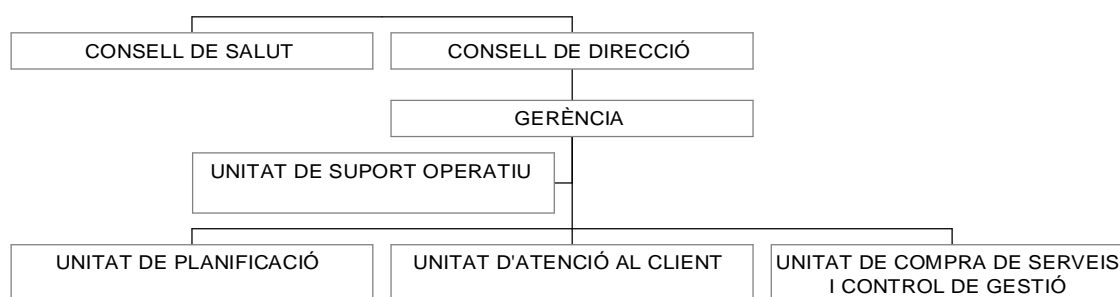 CONSELL DE SALUT
CONSELL DE DIRECCIÓ
GERÈNCIA
UNITAT DE SUPORT OPERATIU
UNITAT DE PLANIFICACIÓ
UNITAT D'ATENCIÓ AL CLIENT
UNITAT DE COMPRA DE SERVEIS
I CONTROL DE GESTIÓ